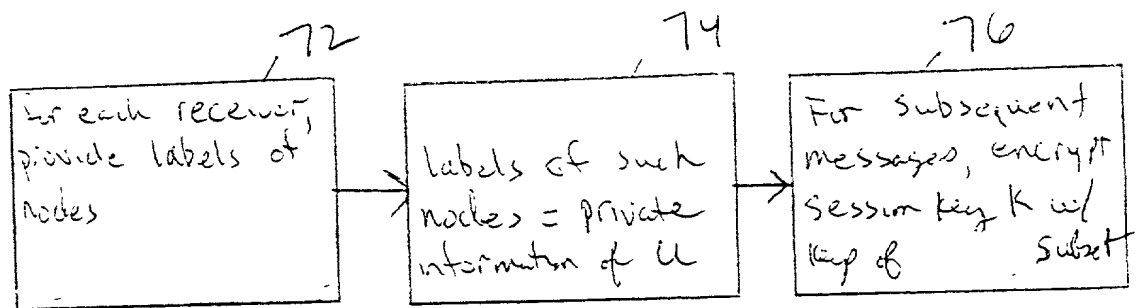 72
For each receiver,
provide labels of
nodes
74
labels of such
nodes = private
information of u
76
For subsequent
messages, encrypt
session key K w/
key of subset